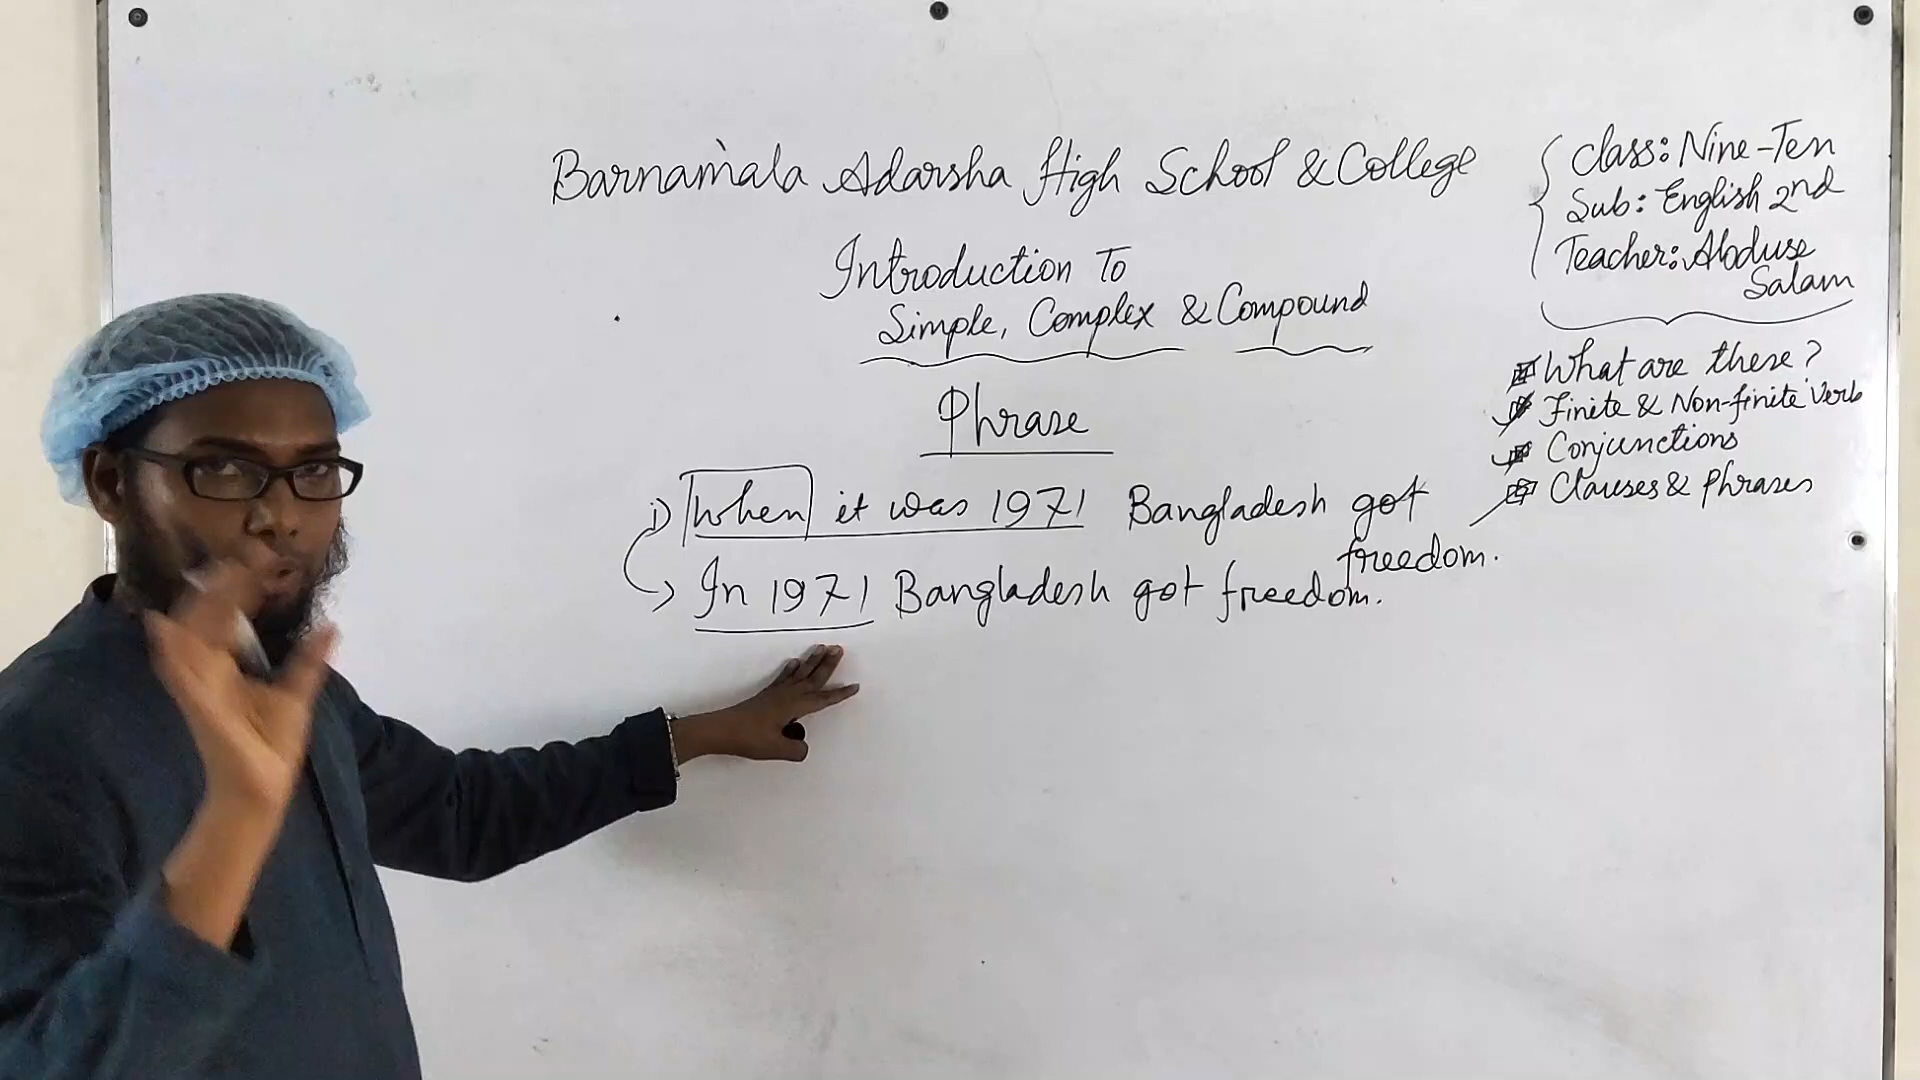 Barnamala Adarsha High School & College
Introduction To
Simple, Complex & Compound
Phrase
i) When it was 1971 Bangladesh got
freedom.
In 1971 Bangladesh got freedom.
Class: Nine-Ten
Sub: English 2nd
Teacher: Abduse
Salam
What are these?
Finite & Non-finite Verb
Conjunctions
Clauses & Phrases